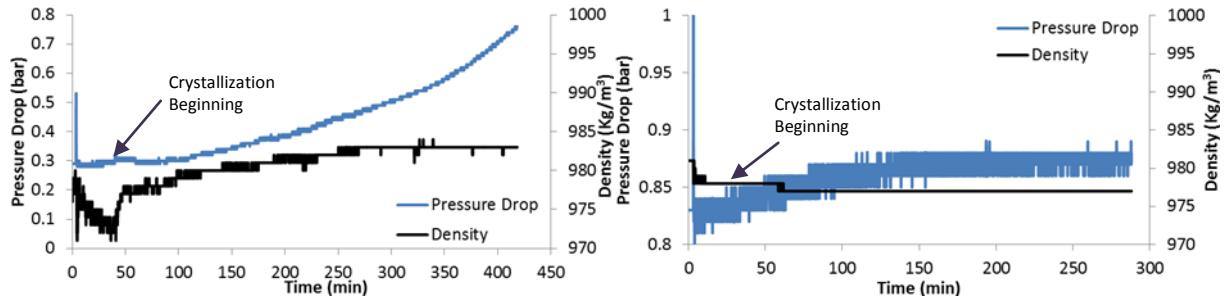 0.8
0.7
0.6
0.5
0.4
0.3
0.2
0.1
0
Pressure Drop (bar)
Crystallization
Beginning
Pressure Drop
Density
1000
995
990
985
980
975
970
Density (Kg/m³)
0 50 100 150 200 250 300 350 400 450
Time (min)
1
0.95
0.9
0.85
0.8
Pressure Drop (bar)
Pressure Drop
Density
Crystallization
Beginning
1000
995
990
985
980
975
970
Density (Kg/m³)
0 50 100 150 200 250 300
Time (min)